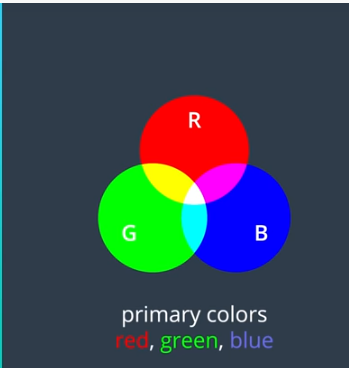 R
G B
primary colors
red, green, blue